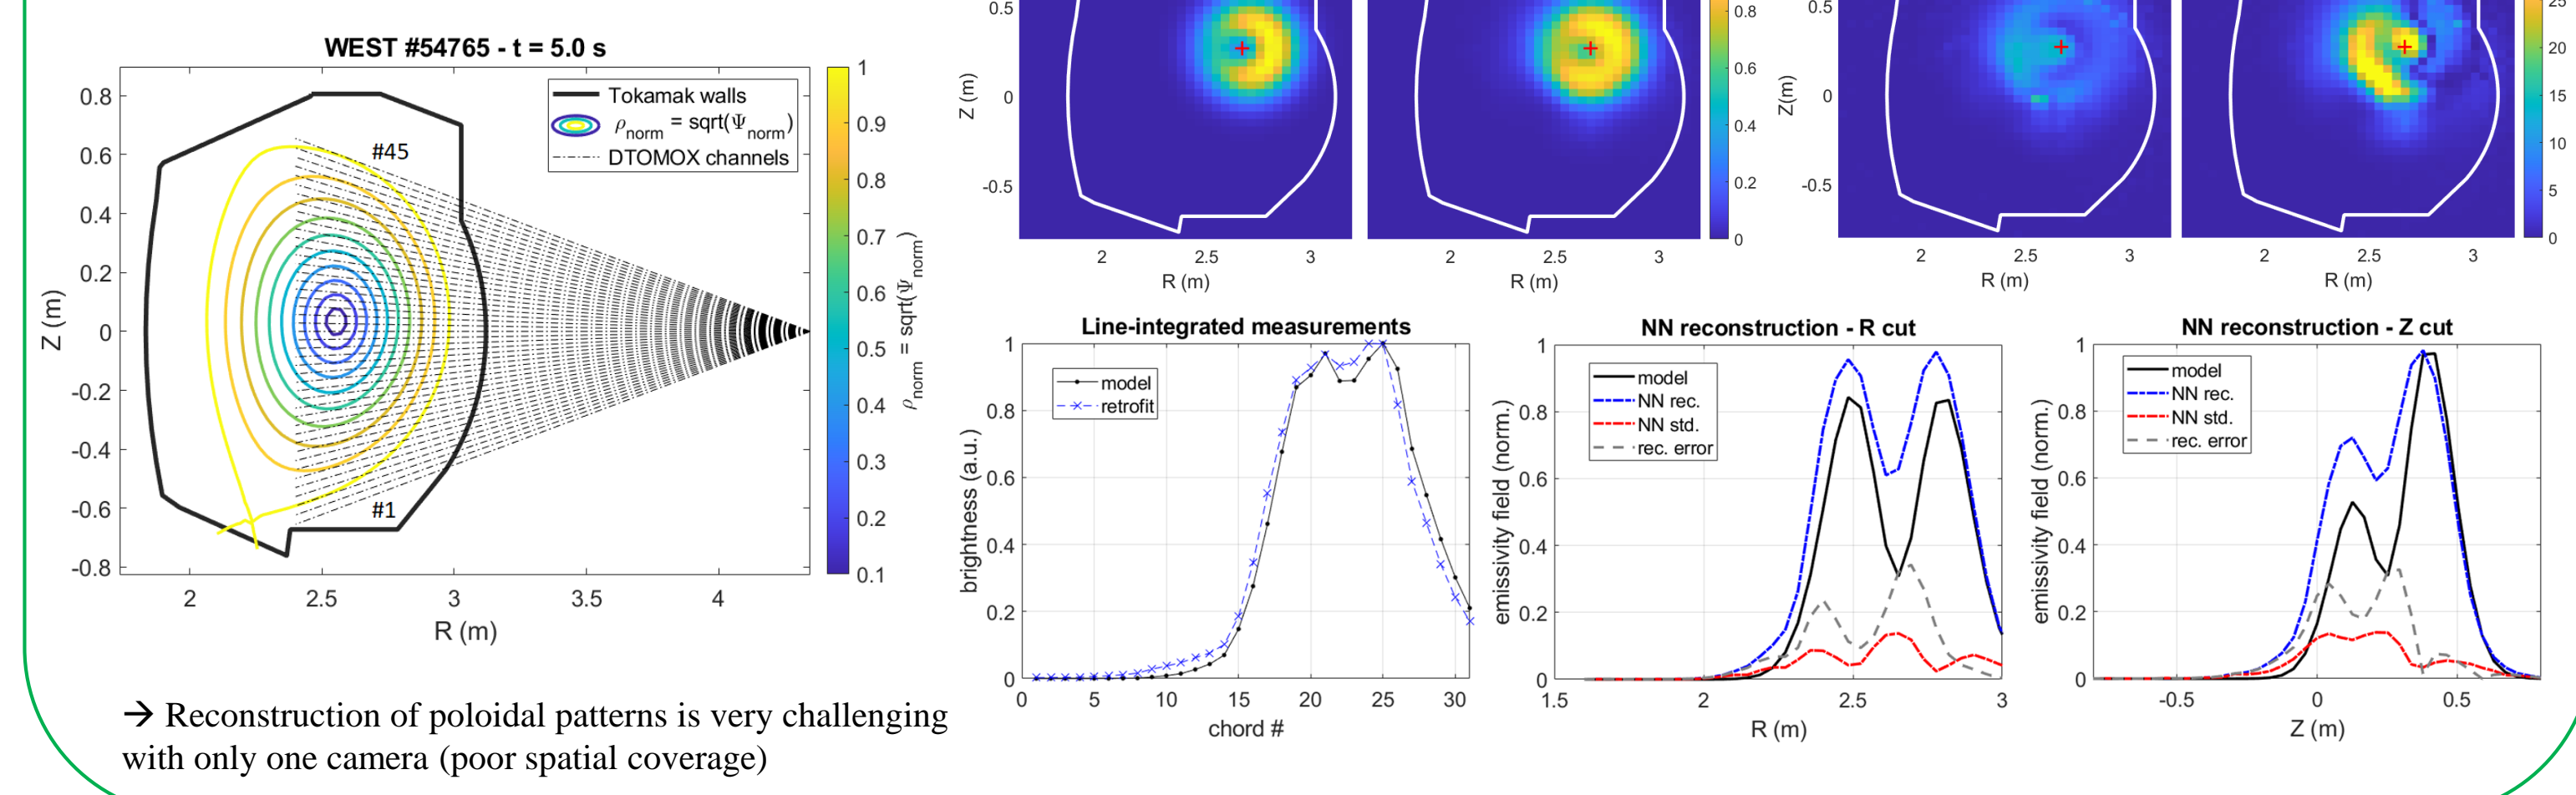 WEST #54765 - t = 5.0 s
Tokamak walls
ρnorm = sqrt(Ψnorm)
DTOMOX channels
#45
#1
0.8
0.6
0.4
0.2
0
-0.2
-0.4
-0.6
-0.8
Z (m)
2 2.5 3 3.5 4
R (m)
1
0.9
0.8
0.7
0.6
0.5
0.4
0.3
0.2
0.1
ρnorm = sqrt(Ψnorm)
→ Reconstruction of poloidal patterns is very challenging
with only one camera (poor spatial coverage)
0.5
0
-0.5
Z (m)
2 2.5 3
R (m)
2 2.5 3
R (m)
0.8
0.6
0.4
0.2
0
0.5
0
-0.5
Z(m)
2 2.5 3
R (m)
2 2.5 3
R (m)
25
20
15
10
5
0
Line-integrated measurements
model
retrofit
1
0.8
0.6
0.4
0.2
0
brightness (a.u.)
0 5 10 15 20 25 30
chord #
NN reconstruction - R cut
model
NN rec.
NN std.
rec. error
1
0.8
0.6
0.4
0.2
0
emissivity field (norm.)
1.5 2 2.5 3
R (m)
NN reconstruction - Z cut
model
NN rec.
NN std.
rec. error
1
0.8
0.6
0.4
0.2
0
emissivity field (norm.)
-0.5 0 0.5
Z (m)